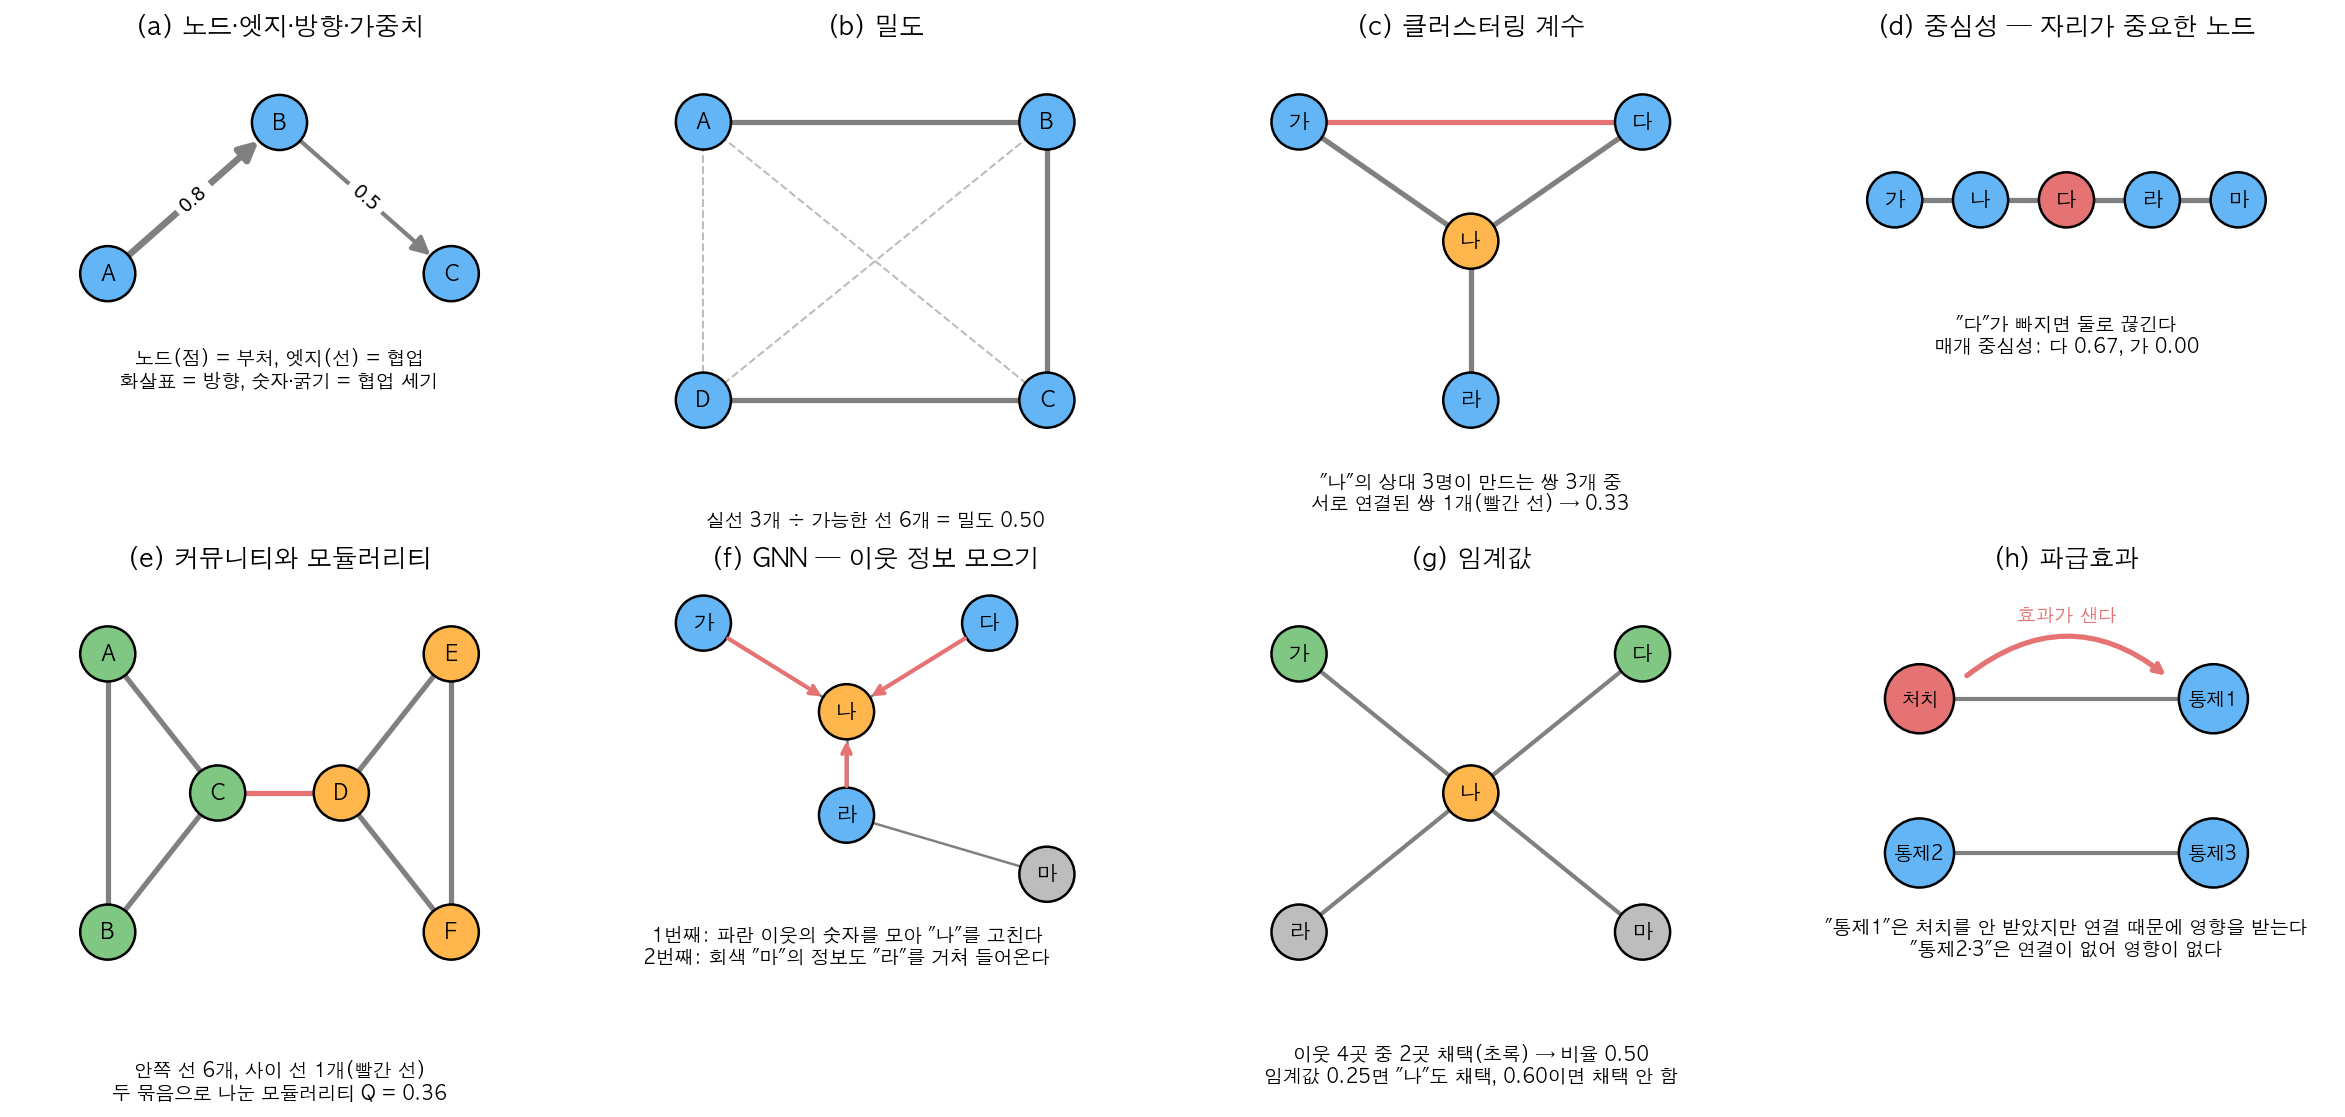 (a) 노드·엣지·방향·가중치
B
0.8
0.5
A
C
노드(점) = 부처, 엣지(선) = 협업
화살표 = 방향, 숫자·굵기 = 협업 세기
(b) 밀도
A
B
D
C
실선 3개 ÷ 가능한 선 6개 = 밀도 0.50
(c) 클러스터링 계수
가
다
나
라
"나"의 상대 3명이 만드는 쌍 3개 중
서로 연결된 쌍 1개(빨간 선) → 0.33
(d) 중심성 — 자리가 중요한 노드
가
나
다
라
마
"다"가 빠지면 둘로 끊긴다
매개 중심성: 다 0.67, 가 0.00
(e) 커뮤니티와 모듈러리티
A
E
C
D
B
F
안쪽 선 6개, 사이 선 1개(빨간 선)
두 묶음으로 나눈 모듈러리티 Q = 0.36
(f) GNN — 이웃 정보 모으기
가
다
나
라
마
1번째: 파란 이웃의 숫자를 모아 "나"를 고친다
2번째: 회색 "마"의 정보도 "라"를 거쳐 들어온다
(g) 임계값
가
다
나
라
마
이웃 4곳 중 2곳 채택(초록) → 비율 0.50
임계값 0.25면 "나"도 채택, 0.60이면 채택 안 함
(h) 파급효과
효과가 샌다
처치
통제1
통제2
통제3
"통제1"은 처치를 안 받았지만 연결 때문에 영향을 받는다
"통제2·3"은 연결이 없어 영향이 없다